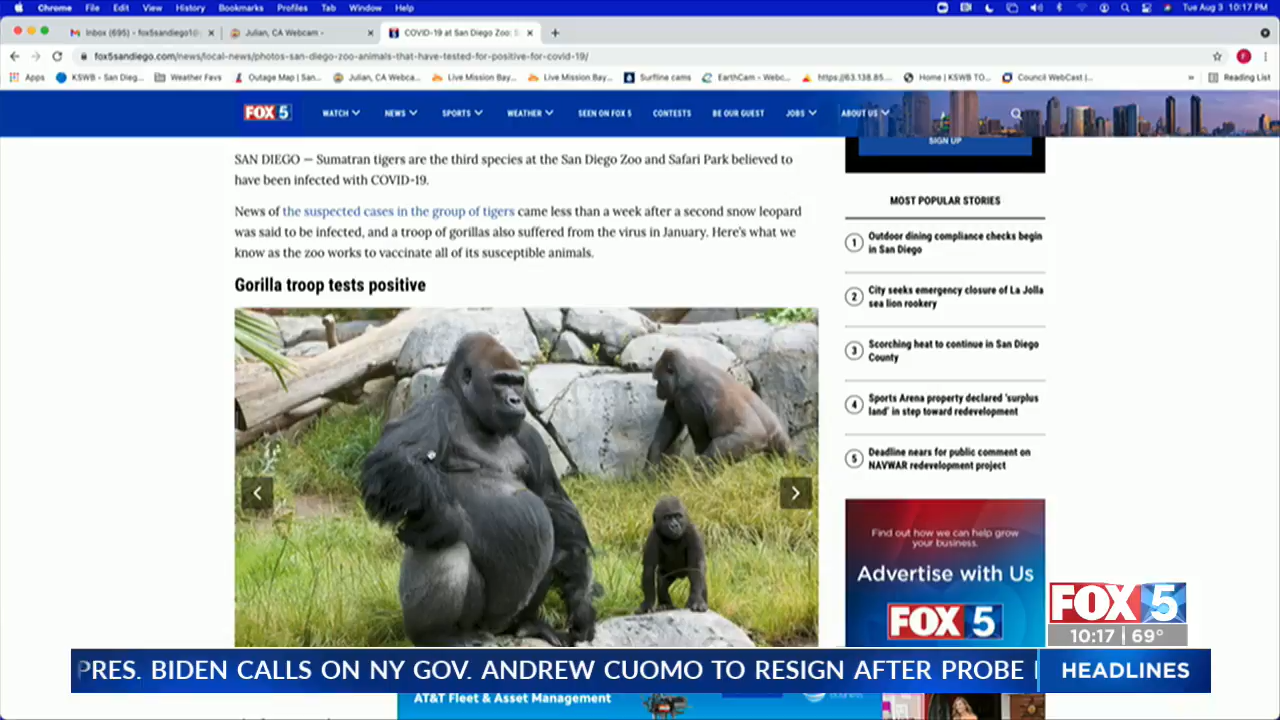 Chrome File Edit View History Bookmarks Profiles Tab Window Help
Tue Aug 3 10:17 PM
Inbox (695) - fox5sandiego1@
Julian, CA Webcam -
COVID-19 at San Diego Zoo: S
fox5sandiego.com/news/local-news/photos-san-diego-zoo-animals-that-have-tested-for-positive-for-covid-19/
Apps KSWB - San Dieg... Weather Favs Outage Map | San... Julian, CA Webca... Live Mission Bay... Live Mission Bay... Surfline cams EarthCam - Webc... https://63.138.85.... Home | KSWB TO... Council WebCast |... » Reading List
FOX 5 WATCH NEWS SPORTS WEATHER SEEN ON FOX 5 CONTESTS BE OUR GUEST JOBS ABOUT US
SAN DIEGO — Sumatran tigers are the third species at the San Diego Zoo and Safari Park believed to
have been infected with COVID-19.
News of the suspected cases in the group of tigers came less than a week after a second snow leopard
was said to be infected, and a troop of gorillas also suffered from the virus in January. Here's what we
know as the zoo works to vaccinate all of its susceptible animals.
Gorilla troop tests positive
SIGN UP
MOST POPULAR STORIES
1 Outdoor dining compliance checks begin
in San Diego
2 City seeks emergency closure of La Jolla
sea lion rookery
3 Scorching heat to continue in San Diego
County
4 Sports Arena property declared 'surplus
land' in step toward redevelopment
5 Deadline nears for public comment on
NAVWAR redevelopment project
Find out how we can help grow
your business.
Advertise with Us
FOX 5
FOX 5
10:17 | 69°
PRES. BIDEN CALLS ON NY GOV. ANDREW CUOMO TO RESIGN AFTER PROBE
HEADLINES
AT&T Fleet & Asset Management